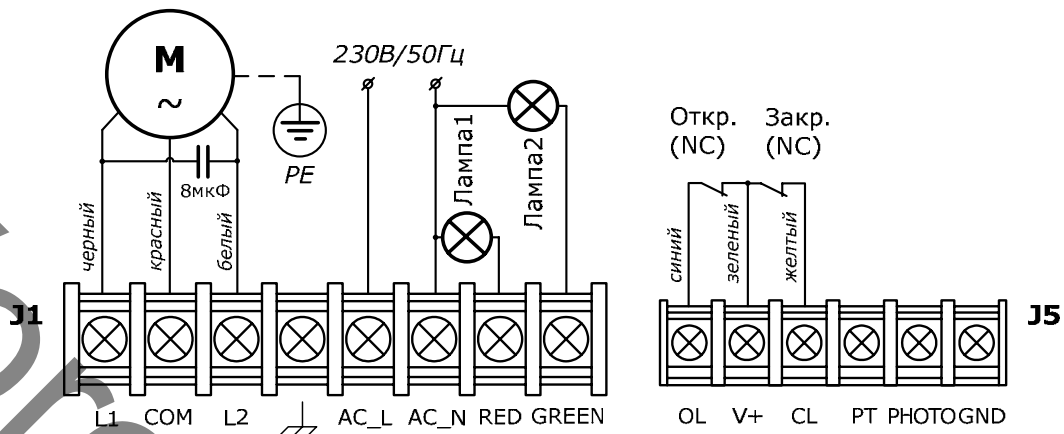 M
~
230В/50Гц
PE
8мкФ
черный
красный
белый
Лампа1
Лампа2
J1
L1 COM L2 AC_L AC_N RED GREEN
Откр. Закр.
(NC) (NC)
синий
зеленый
желтый
J5
OL V+ CL PT PHOTO GND